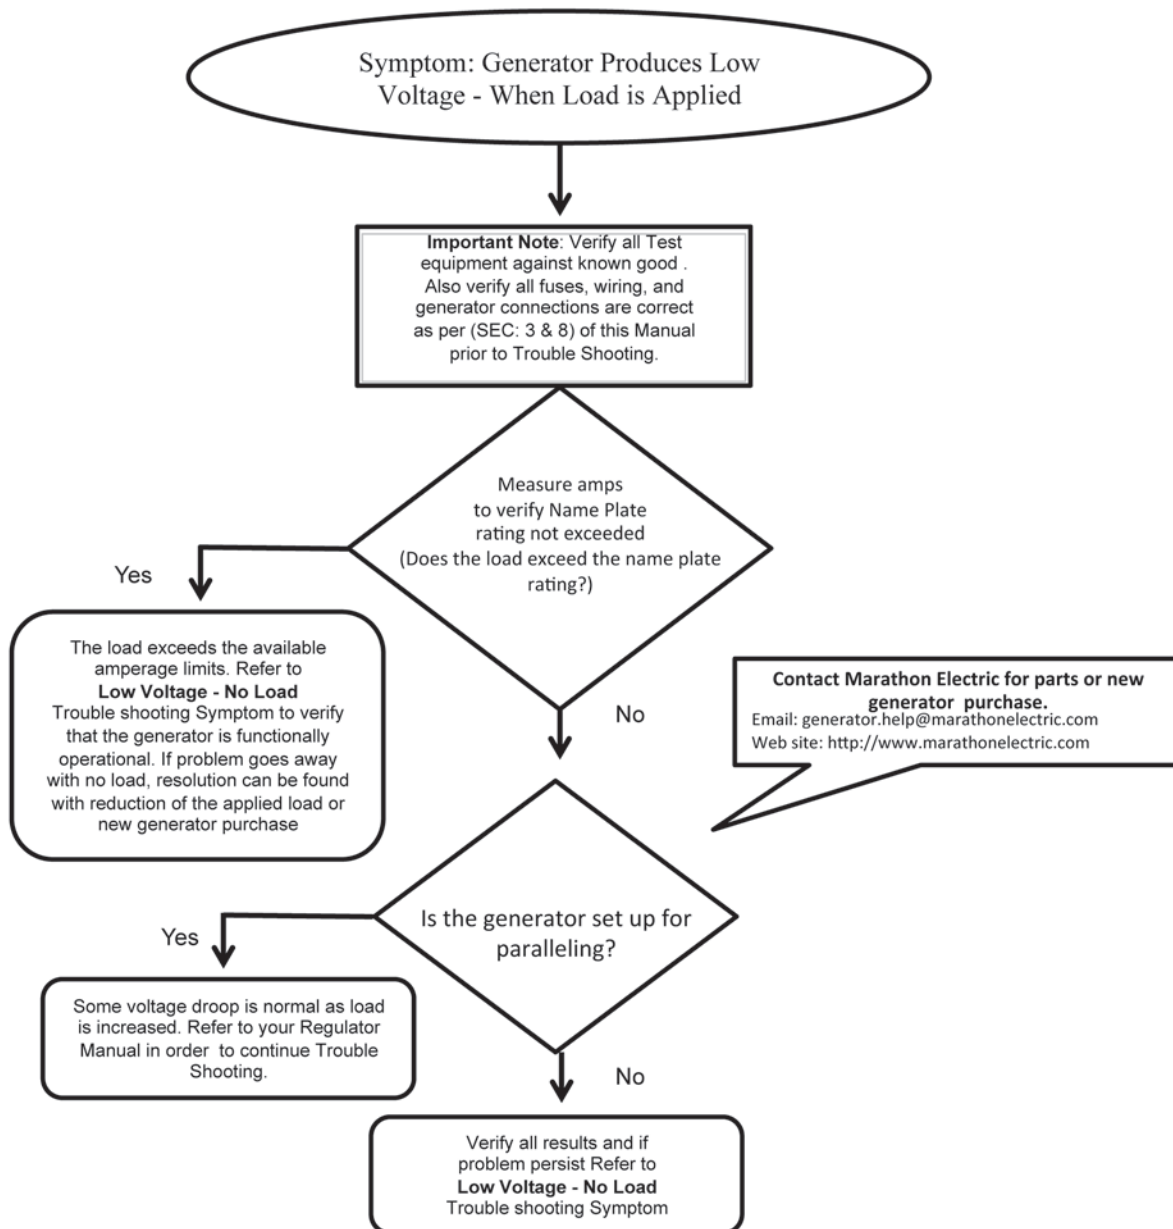 Symptom: Generator Produces Low
Voltage - When Load is Applied
Important Note: Verify all Test
equipment against known good .
Also verify all fuses, wiring, and
generator connections are correct
as per (SEC: 3 & 8) of this Manual
prior to Trouble Shooting.
Measure amps
to verify Name Plate
rating not exceeded
(Does the load exceed the name plate
rating?)
Yes
The load exceeds the available
amperage limits. Refer to
Low Voltage - No Load
Trouble shooting Symptom to verify
that the generator is functionally
operational. If problem goes away
with no load, resolution can be found
with reduction of the applied load or
new generator purchase
No
Contact Marathon Electric for parts or new
generator purchase.
Email: generator.help@marathonelectric.com
Web site: http://www.marathonelectric.com
Is the generator set up for
paralleling?
Yes
Some voltage droop is normal as load
is increased. Refer to your Regulator
Manual in order to continue Trouble
Shooting.
No
Verify all results and if
problem persist Refer to
Low Voltage - No Load
Trouble shooting Symptom